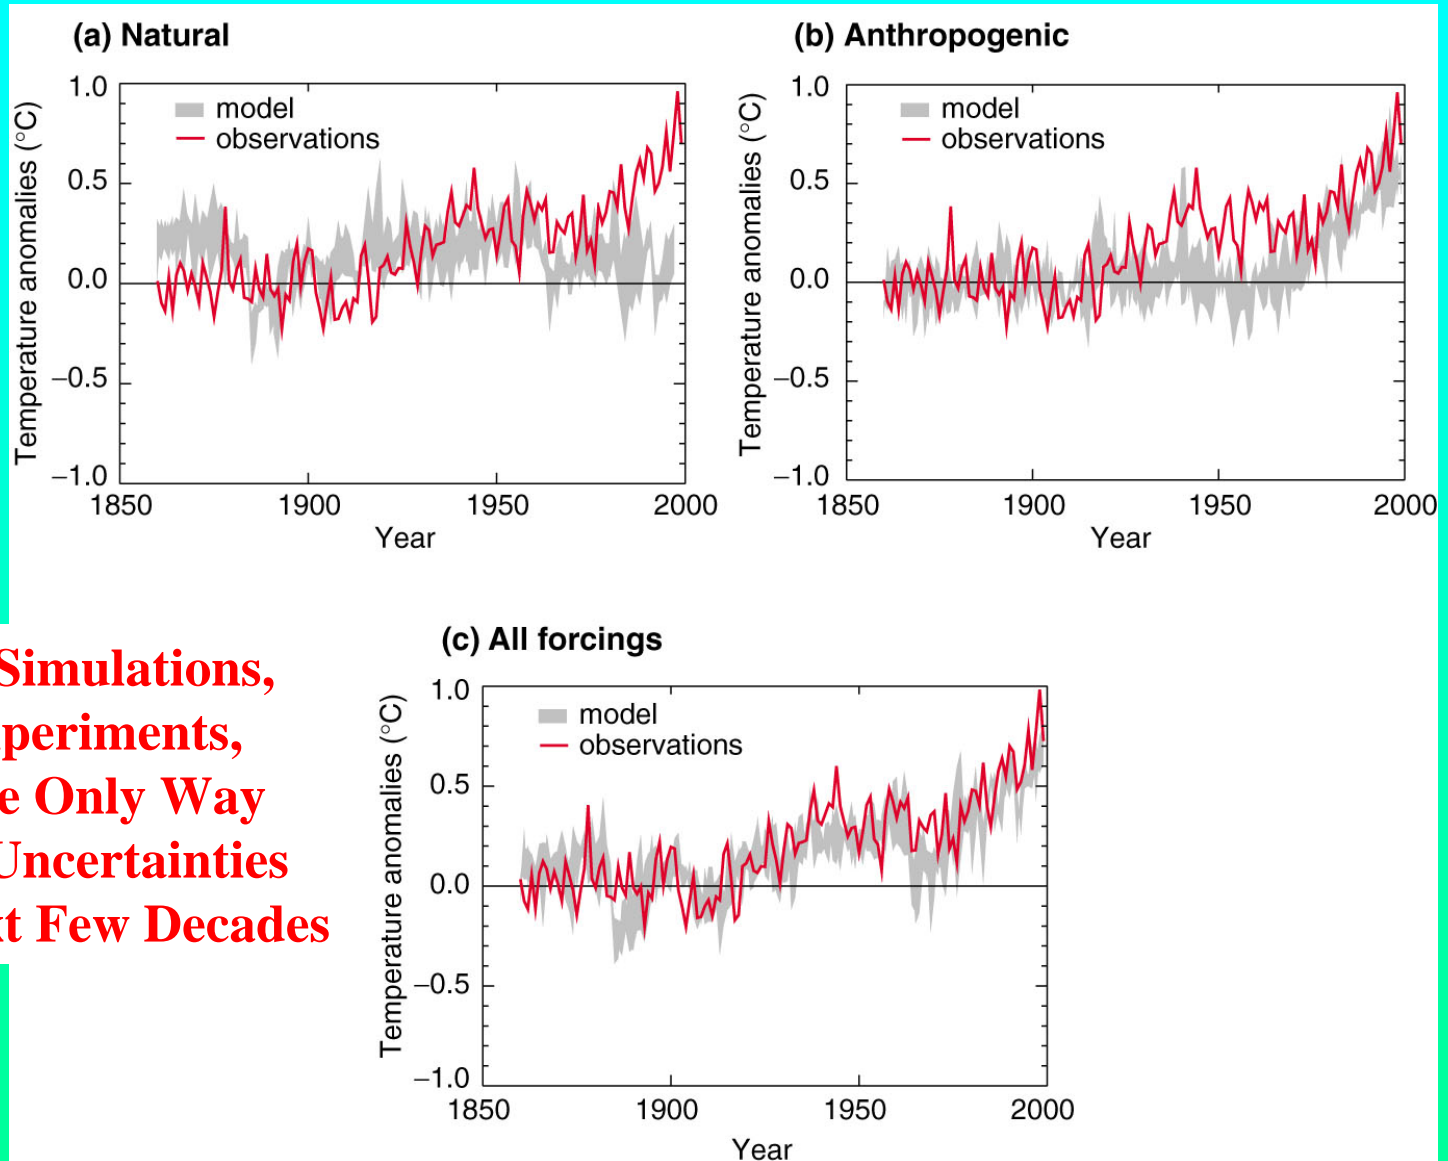 (a) Natural
1.0
0.5
0.0
−0.5
−1.0
Temperature anomalies (°C)
model
observations
1850
1900
1950
2000
Year
(b) Anthropogenic
1.0
0.5
0.0
−0.5
−1.0
Temperature anomalies (°C)
model
observations
1850
1900
1950
2000
Year
Simulations,
periments,
e Only Way
Uncertainties
t Few Decades
(c) All forcings
1.0
0.5
0.0
−0.5
−1.0
Temperature anomalies (°C)
model
observations
1850
1900
1950
2000
Year